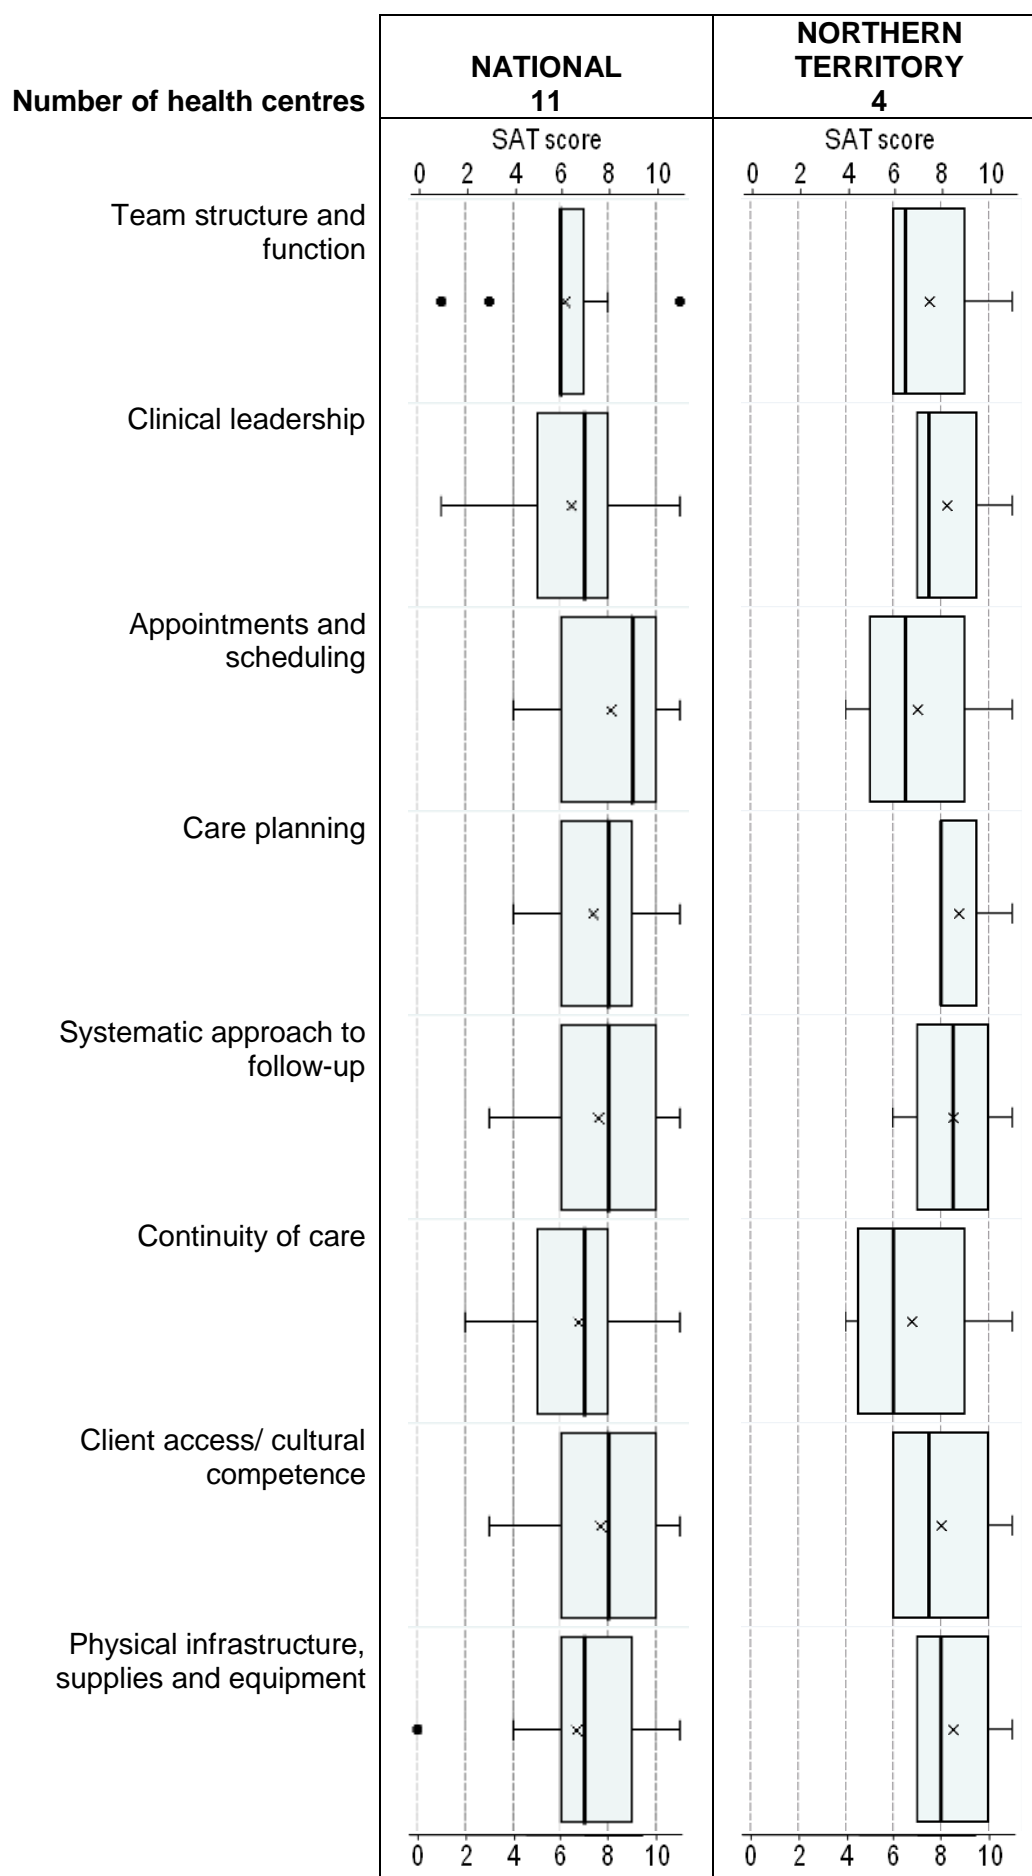 NATIONAL
11
NORTHERN
TERRITORY
4
Number of health centres
SAT score
SAT score
0 2 4 6 8 10
0 2 4 6 8 10
Team structure and
function
Clinical leadership
Appointments and
scheduling
Care planning
Systematic approach to
follow-up
Continuity of care
Client access/ cultural
competence
Physical infrastructure,
supplies and equipment
0 2 4 6 8 10
0 2 4 6 8 10